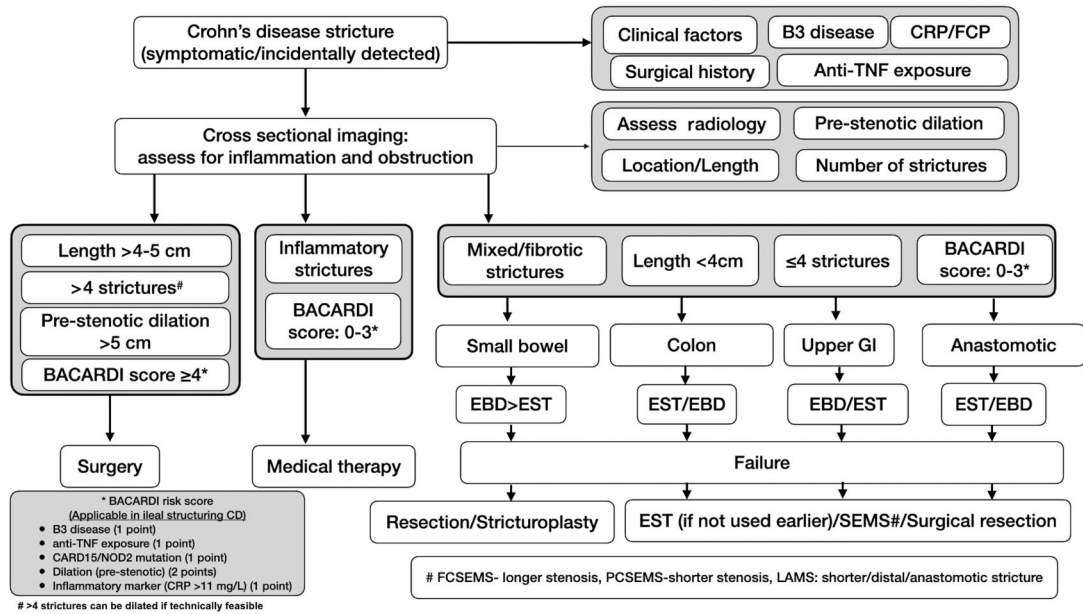 Crohn's disease stricture
(symptomatic/incidentally detected)
Clinical factors
B3 disease
CRP/FCP
Surgical history
Anti-TNF exposure
Cross sectional imaging:
assess for inflammation and obstruction
Assess radiology
Pre-stenotic dilation
Location/Length
Number of strictures
Length >4-5 cm
>4 strictures#
Pre-stenotic dilation
>5 cm
BACARDI score ≥4*
Inflammatory
strictures
BACARDI
score: 0-3*
Mixed/fibrotic
strictures
Length <4cm
≤4 strictures
BACARDI
score: 0-3*
Small bowel
Colon
Upper GI
Anastomotic
EBD>EST
EST/EBD
EBD/EST
EST/EBD
Surgery
Medical therapy
Failure
Resection/Stricturoplasty
EST (if not used earlier)/SEMS#/Surgical resection
* BACARDI risk score
(Applicable in ileal structuring CD)
● B3 disease (1 point)
● anti-TNF exposure (1 point)
● CARD15/NOD2 mutation (1 point)
● Dilation (pre-stenotic) (2 points)
● Inflammatory marker (CRP >11 mg/L) (1 point)
# FCSEMS- longer stenosis, PCSEMS-shorter stenosis, LAMS: shorter/distal/anastomotic stricture
# >4 strictures can be dilated if technically feasible